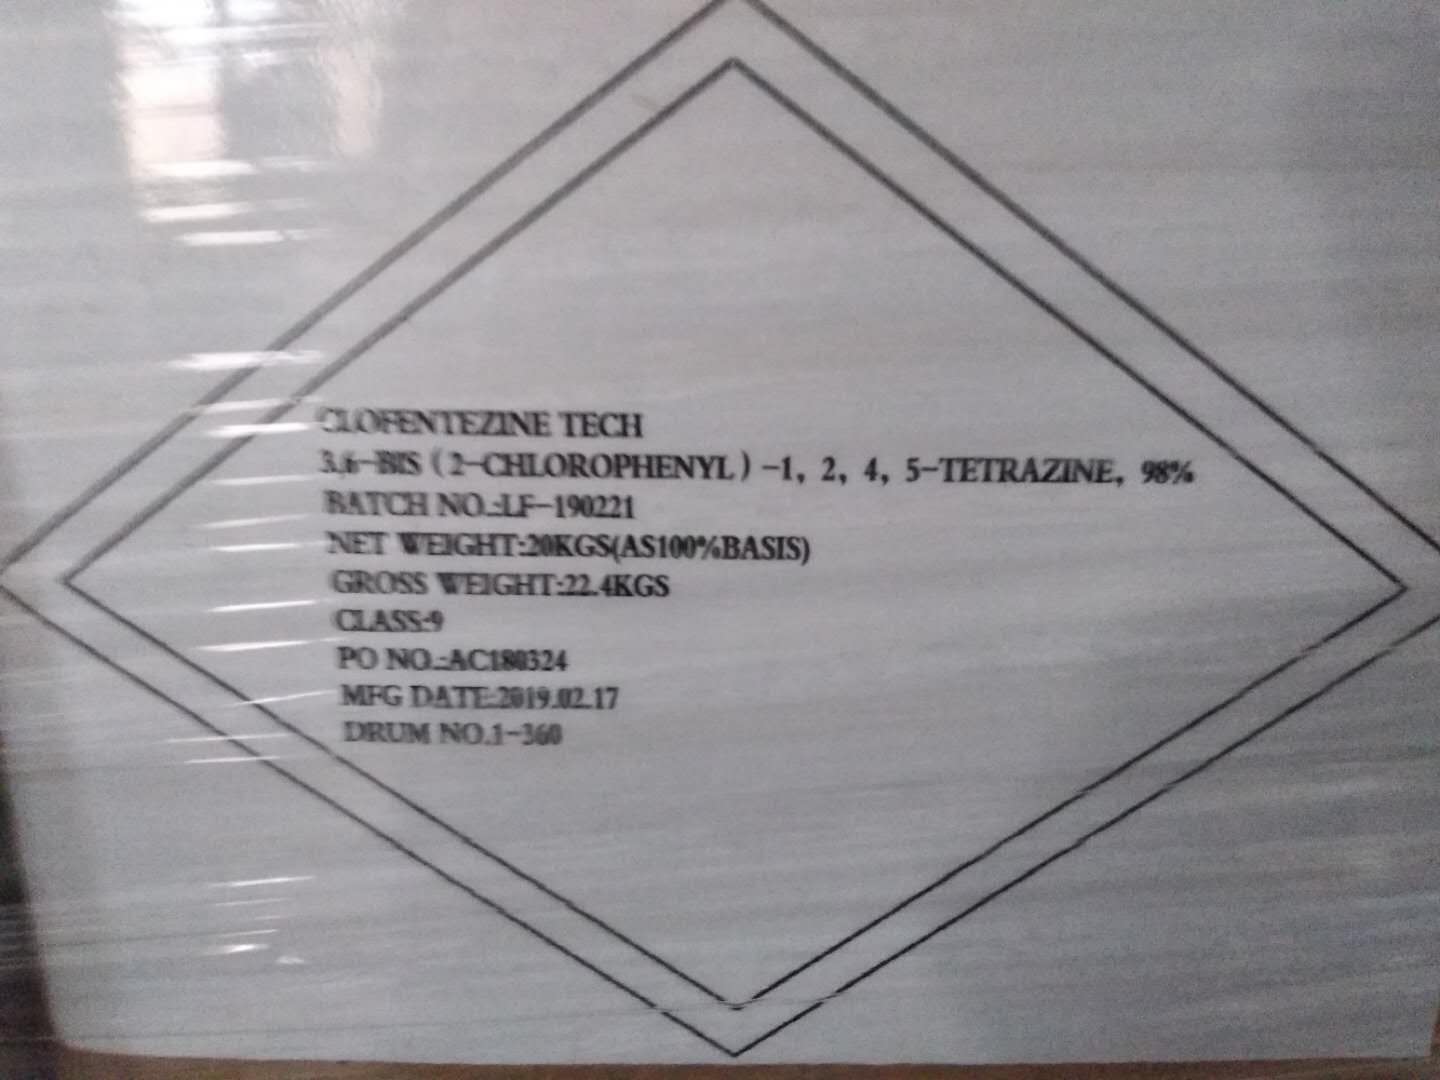 CLOFENTEZINE TECH
3,6-BIS（2-CHLOROPHENYL）-1, 2, 4, 5-TETRAZINE, 98%
BATCH NO.:LF-190221
NET WEIGHT:20KGS(AS100%BASIS)
GROSS WEIGHT:22.4KGS
CLASS:9
PO NO.:AC180324
MFG DATE:2019.02.17
DRUM NO.1-360